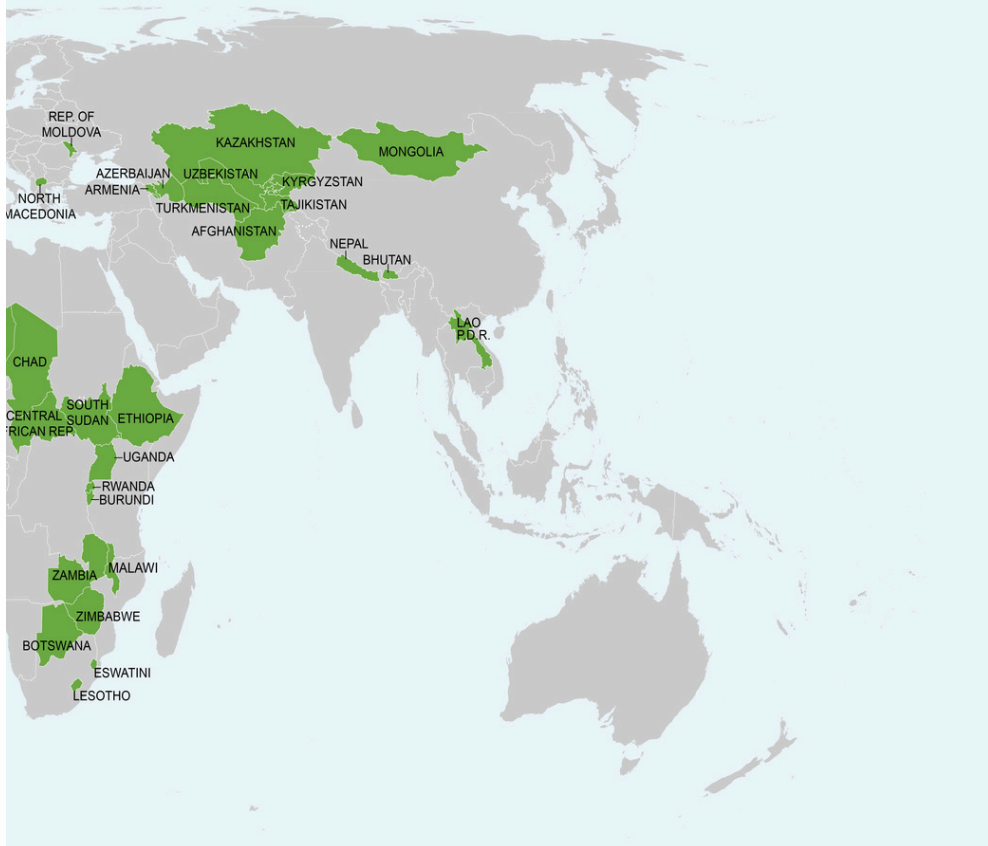 REP. OF
MOLDOVA
KAZAKHSTAN
MONGOLIA
AZERBAIJAN
UZBEKISTAN
ARMENIA
KYRGYZSTAN
NORTH
MACEDONIA
TURKMENISTAN
TAJIKISTAN
AFGHANISTAN
NEPAL
BHUTAN
LAO
P.D.R.
CHAD
CENTRAL
FRICAN REP.
SOUTH
SUDAN
ETHIOPIA
UGANDA
RWANDA
BURUNDI
MALAWI
ZAMBIA
ZIMBABWE
BOTSWANA
ESWATINI
LESOTHO